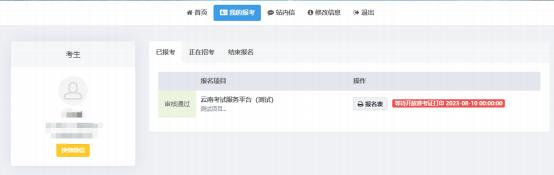 首页 我的报考 站内信 修改信息 退出
考生
已报考 正在招考 结束报名
报名项目 操作
审核通过 云南考试服务平台（测试） 报名表 等待开放准考证打印 2023-08-10 00:00:00
测试项目...